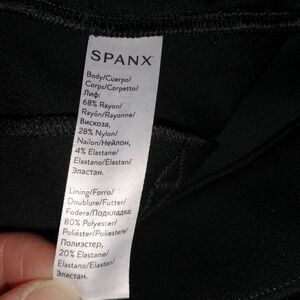 SPANX
Body/Cuerpo/
Corps/Corpetto/
Лиф:
68% Rayon/
Rayón/Rayonne/
Вискоза,
28% Nylon/
Nailon/Нейлон,
4% Elastane/
Elastano/Elastan/
Эластан.
Lining/Forro/
Doublure/Futter/
Fodera/Подкладка:
80% Polyester/
Poliéster/Poliestere/
Полиэстер,
20% Elastane/
Elastano/Elastan/
Эластан.